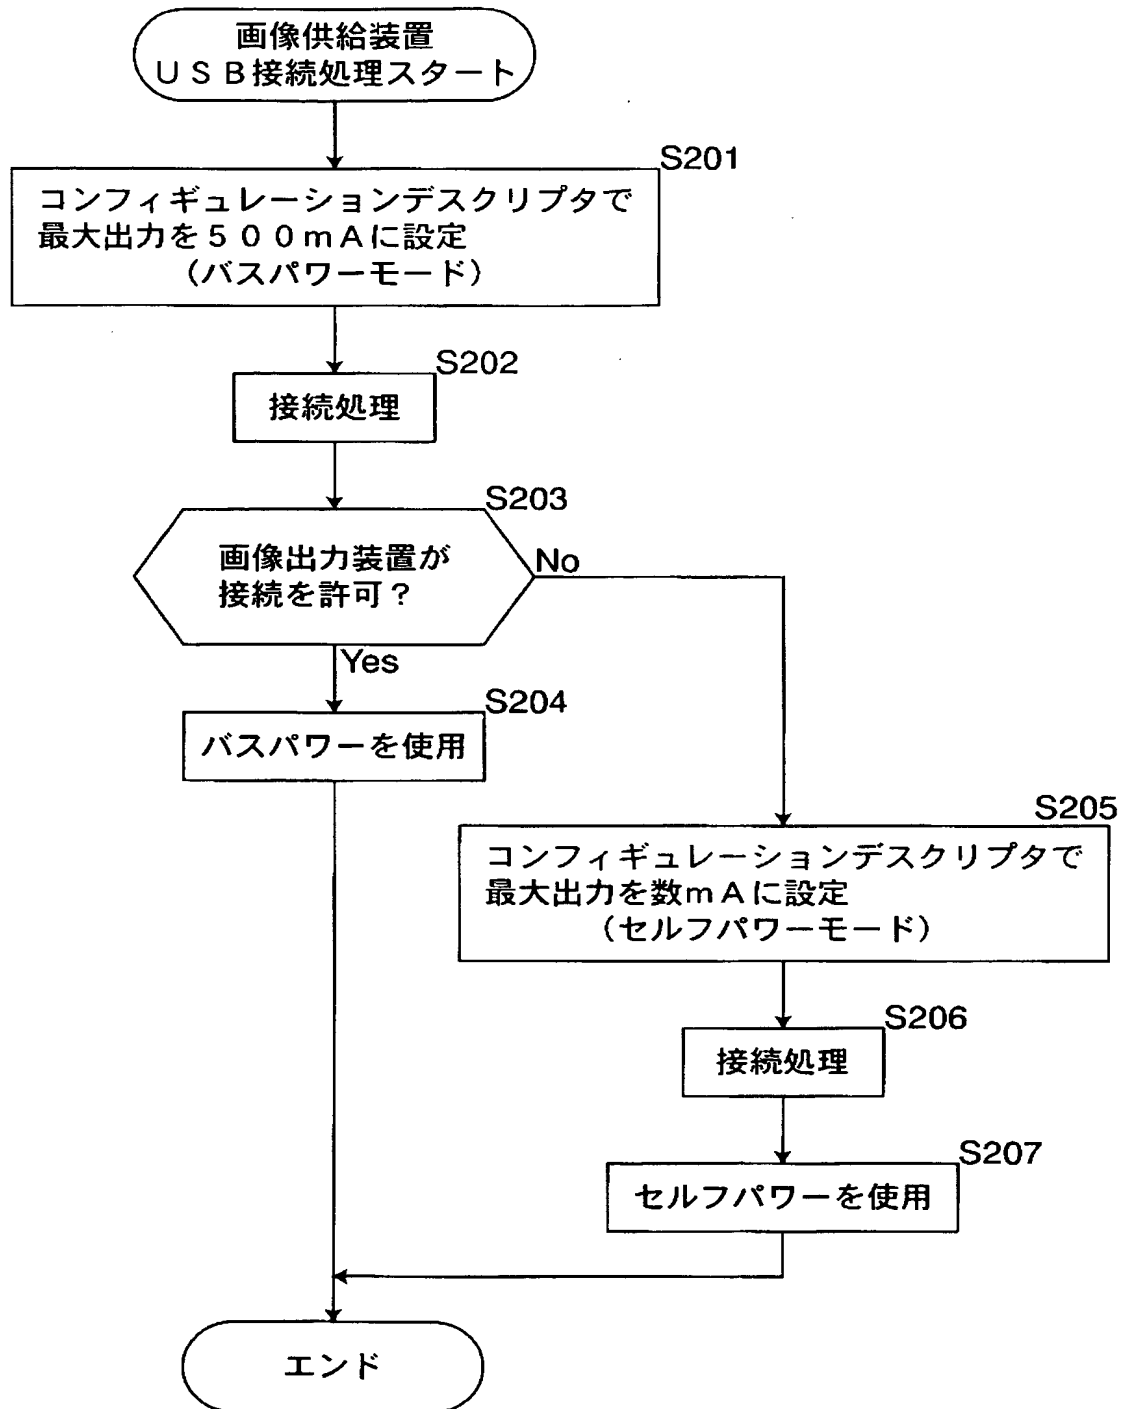 画像供給装置
ＵＳＢ接続処理スタート
S201
コンフィギュレーションデスクリプタで
最大出力を５００ｍＡに設定
（バスパワーモード）
S202
接続処理
S203
画像出力装置が
接続を許可？
No
Yes
S204
バスパワーを使用
S205
コンフィギュレーションデスクリプタで
最大出力を数ｍＡに設定
（セルフパワーモード）
S206
接続処理
S207
セルフパワーを使用
エンド